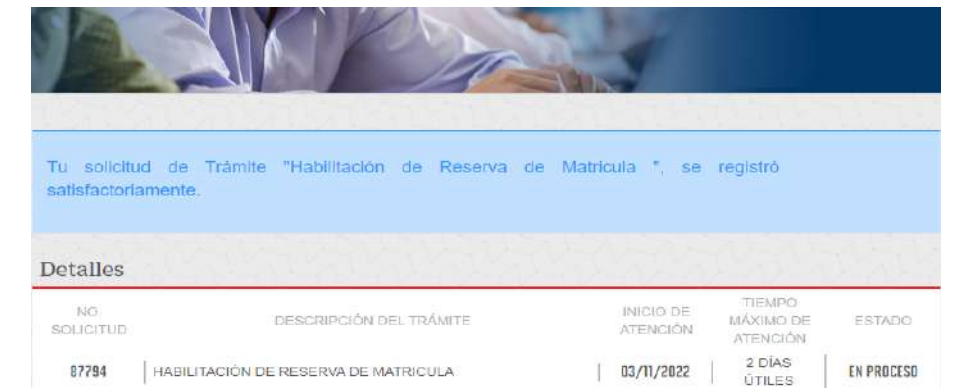 Tu solicitud de Trámite "Habilitación de Reserva de Matricula ", se registró
satisfactoriamente.
Detalles
NO. SOLICITUD
DESCRIPCIÓN DEL TRÁMITE
INICIO DE ATENCIÓN
TIEMPO MÁXIMO DE ATENCIÓN
ESTADO
87794
HABILITACIÓN DE RESERVA DE MATRICULA
03/11/2022
2 DÍAS ÚTILES
EN PROCESO